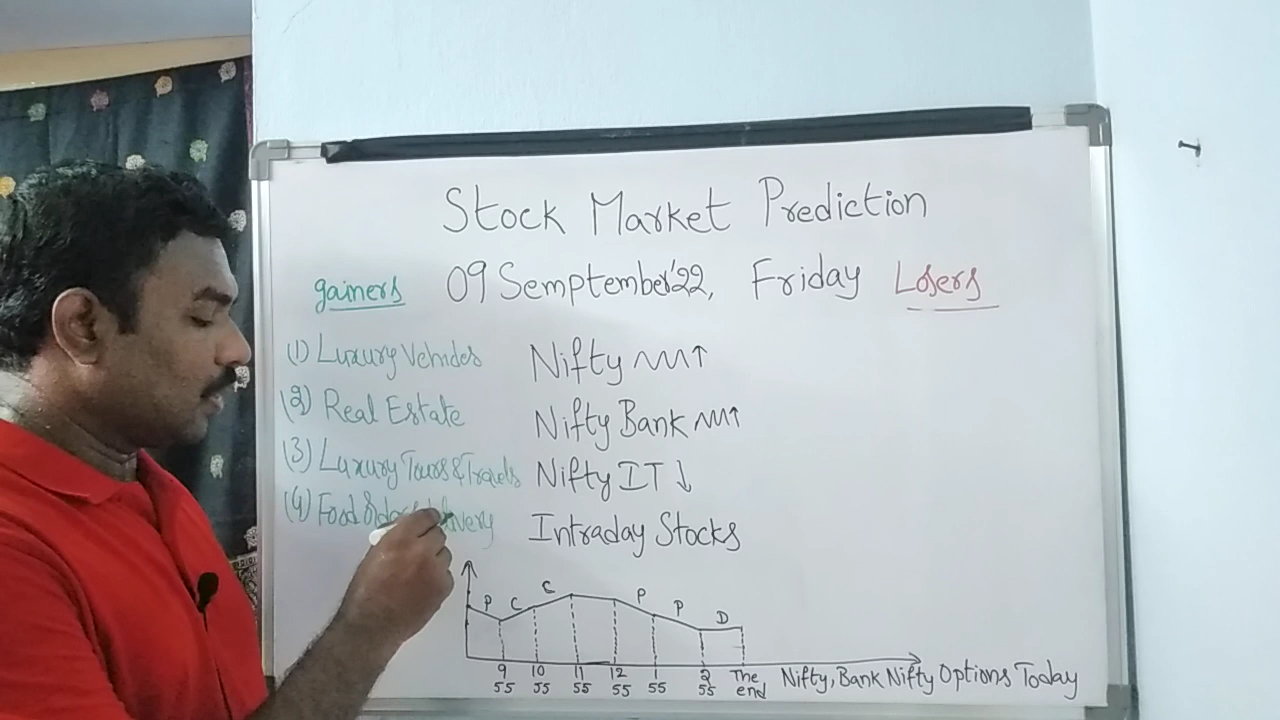 Stock Market Prediction
gainers 09 Semptember'22, Friday Losers
(1) Luxury Vehicles Nifty ↑
(2) Real Estate Nifty Bank ↑
(3) Luxury Tours & Travels Nifty IT ↓
(4) Food Intraday Stocks
P C C P P D
9 10 11 12 1 2 The
55 55 55 55 55 55 end
Nifty, Bank Nifty Options Today